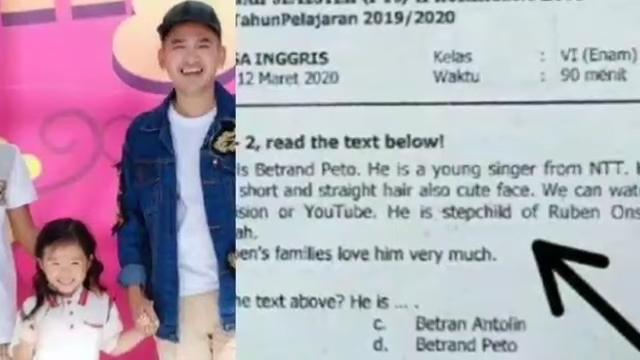 TahunPelajaran 2019/2020
SA INGGRIS
Kelas : VI (Enam)
12 Maret 2020
Waktu : 90 menit
- 2, read the text below!
is Betrand Peto. He is a young singer from NTT.
short and straight hair also cute face. We can wat
ision or YouTube. He is stepchild of Ruben Ons
ah.
en's families love him very much.
he text above? He is ... .
c. Betran Antolin
d. Betrand Peto